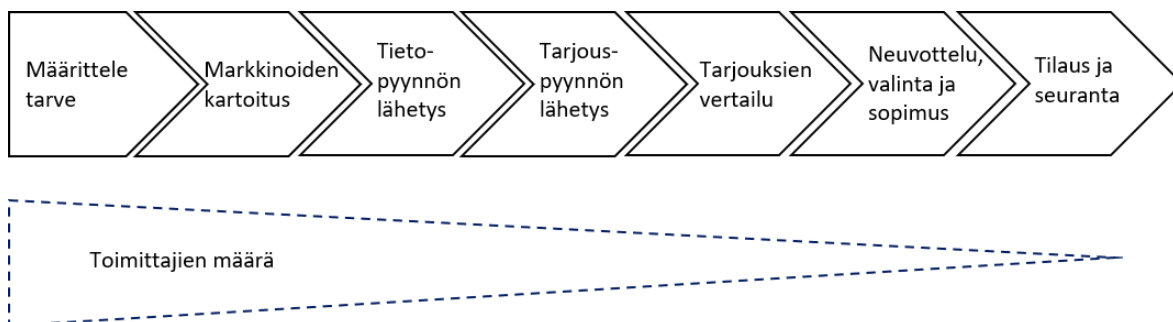 Määrittele
tarve
Markkinoiden
kartoitus
Tieto-
pyynnön
lähetys
Tarjous-
pyynnön
lähetys
Tarjouksien
vertailu
Neuvottelu,
valinta ja
sopimus
Tilaus ja
seuranta
Toimittajien määrä